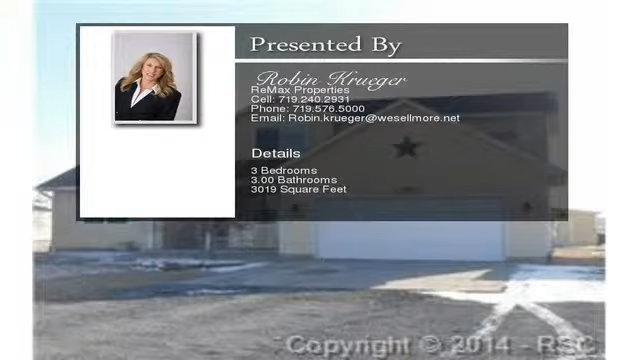 Presented By
Robin Krueger
ReMax Properties
Cell: 719.240.2931
Phone: 719.576.5000
Email: Robin.krueger@wesellmore.net
Details
3 Bedrooms
3.00 Bathrooms
3019 Square Feet
Copyright © 2014 - RSC